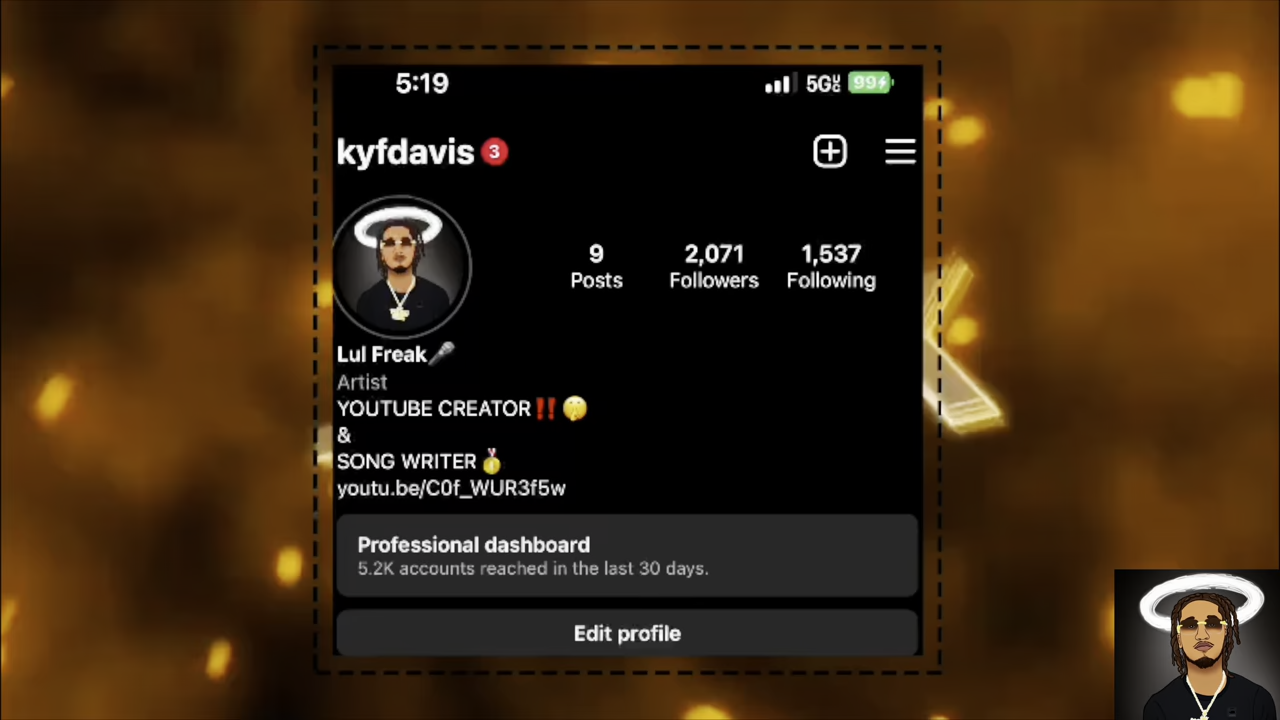 5:19 5G 99
kyfdavis 3
9 2,071 1,537
Posts Followers Following
Lul Freak🎤
Artist
YOUTUBE CREATOR‼️🤫
&
SONG WRITER🥇
youtu.be/C0f_WUR3f5w
Professional dashboard
5.2K accounts reached in the last 30 days.
Edit profile